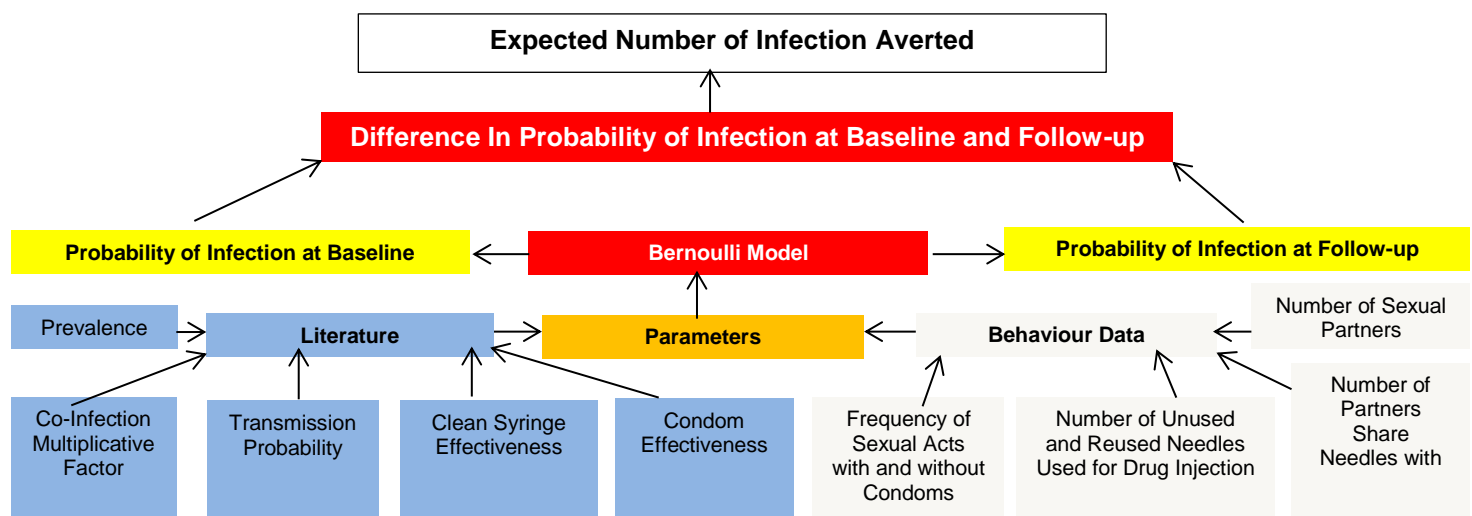 Expected Number of Infection Averted
Difference In Probability of Infection at Baseline and Follow-up
Probability of Infection at Baseline
Bernoulli Model
Probability of Infection at Follow-up
Prevalence
Literature
Parameters
Behaviour Data
Number of Sexual
Partners
Co-Infection
Multiplicative
Factor
Transmission
Probability
Clean Syringe
Effectiveness
Condom
Effectiveness
Frequency of
Sexual Acts
with and without
Condoms
Number of Unused
and Reused Needles
Used for Drug Injection
Number of
Partners
Share
Needles with